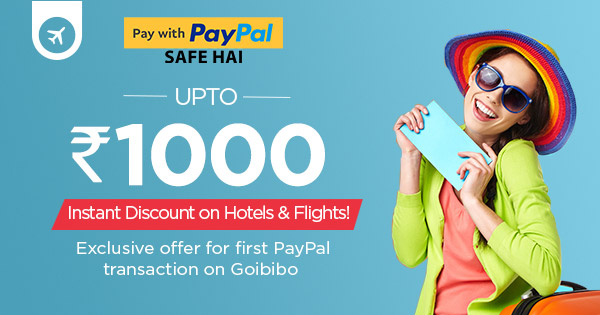 Pay with PayPal
SAFE HAI
UPTO
₹1000
Instant Discount on Hotels & Flights!
Exclusive offer for first PayPal
transaction on Goibibo